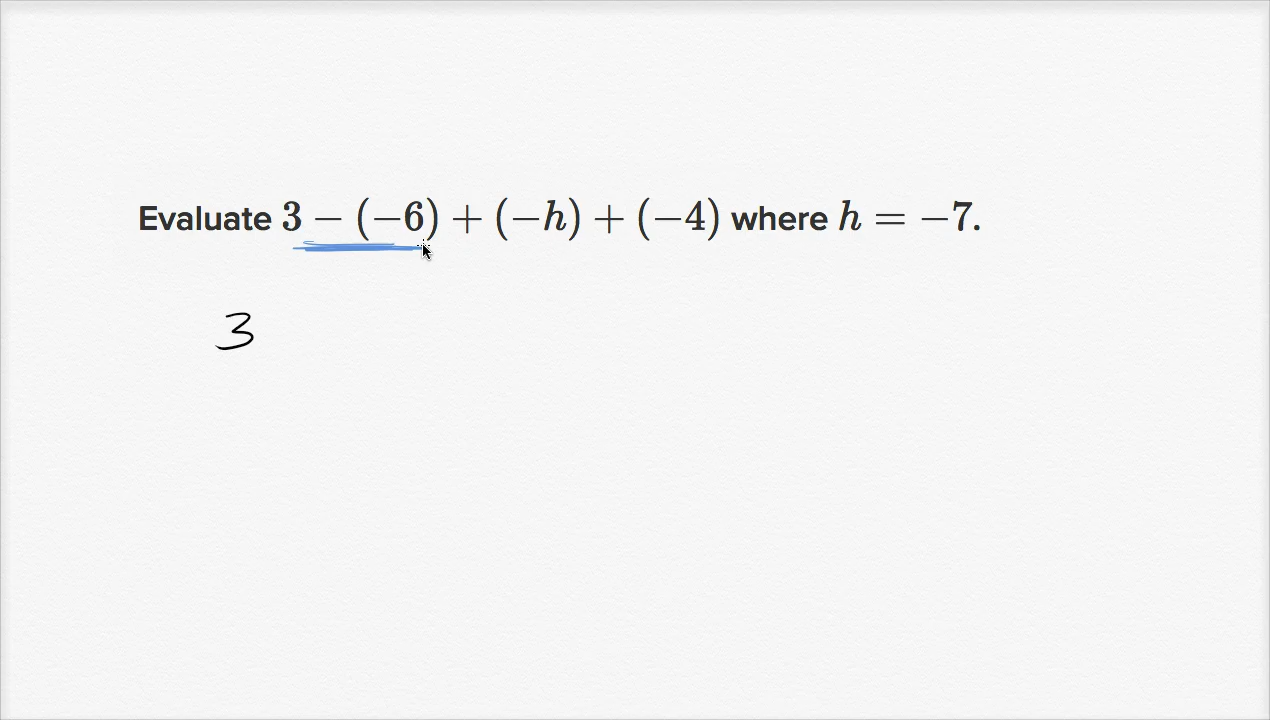 Evaluate 3 − (−6) + (−h) + (−4) where h = −7.
3